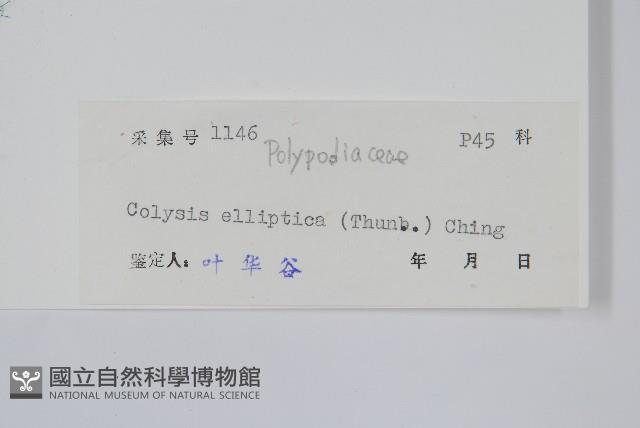 采集号 1146 P45 科
Polypodiaceae
Colysis elliptica (Thunb.) Ching
鉴定人: 叶华谷 年 月 日
國立自然科學博物館
NATIONAL MUSEUM OF NATURAL SCIENCE